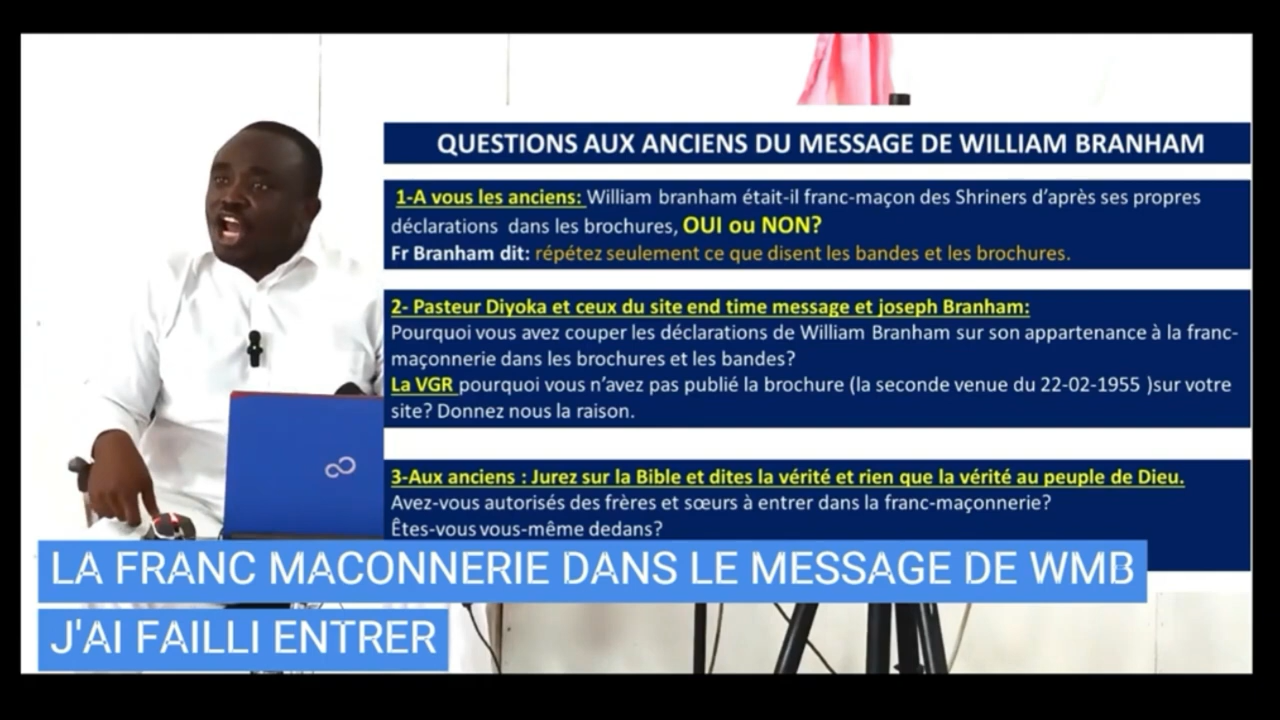 QUESTIONS AUX ANCIENS DU MESSAGE DE WILLIAM BRANHAM
1-A vous les anciens: William branham était-il franc-maçon des Shriners d'après ses propres
déclarations dans les brochures, OUI ou NON?
Fr Branham dit: répétez seulement ce que disent les bandes et les brochures.
2- Pasteur Diyoka et ceux du site end time message et joseph Branham:
Pourquoi vous avez couper les déclarations de William Branham sur son appartenance à la franc-
maçonnerie dans les brochures et les bandes?
La VGR pourquoi vous n'avez pas publié la brochure (la seconde venue du 22-02-1955 )sur votre
site? Donnez nous la raison.
3-Aux anciens : Jurez sur la Bible et dites la vérité et rien que la vérité au peuple de Dieu.
Avez-vous autorisés des frères et sœurs à entrer dans la franc-maçonnerie?
Êtes-vous vous-même dedans?
LA FRANC MACONNERIE DANS LE MESSAGE DE WMB
J'AI FAILLI ENTRER